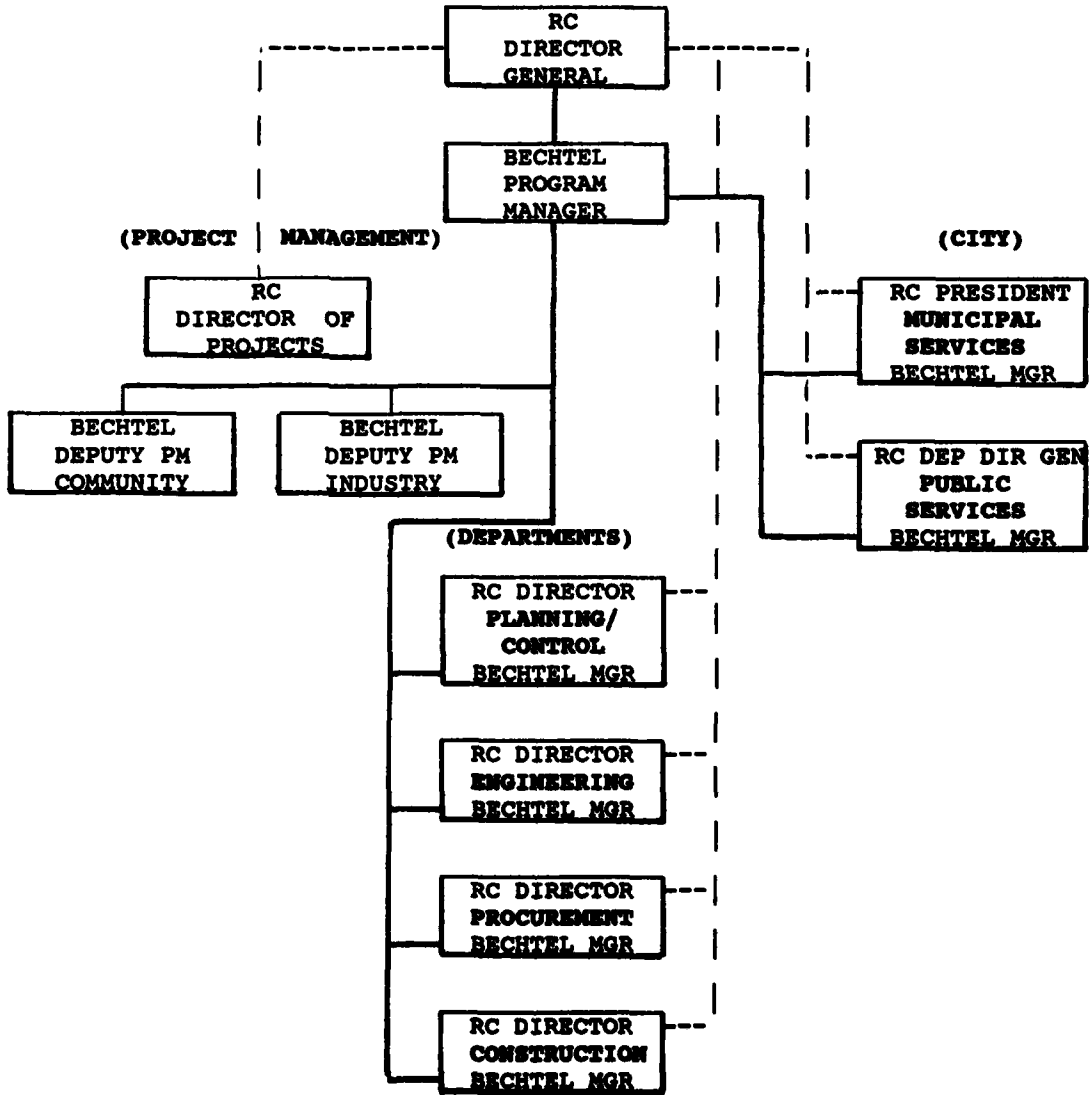 RC
DIRECTOR
GENERAL
BECHTEL
PROGRAM
MANAGER
(PROJECT MANAGEMENT)
(CITY)
RC
DIRECTOR OF
PROJECTS
RC PRESIDENT
MUNICIPAL
SERVICES
BECHTEL MGR
BECHTEL
DEPUTY PM
COMMUNITY
BECHTEL
DEPUTY PM
INDUSTRY
RC DEP DIR GEN
PUBLIC
SERVICES
BECHTEL MGR
(DEPARTMENTS)
RC DIRECTOR
PLANNING/
CONTROL
BECHTEL MGR
RC DIRECTOR
ENGINEERING
BECHTEL MGR
RC DIRECTOR
PROCUREMENT
BECHTEL MGR
RC DIRECTOR
CONSTRUCTION
BECHTEL MGR